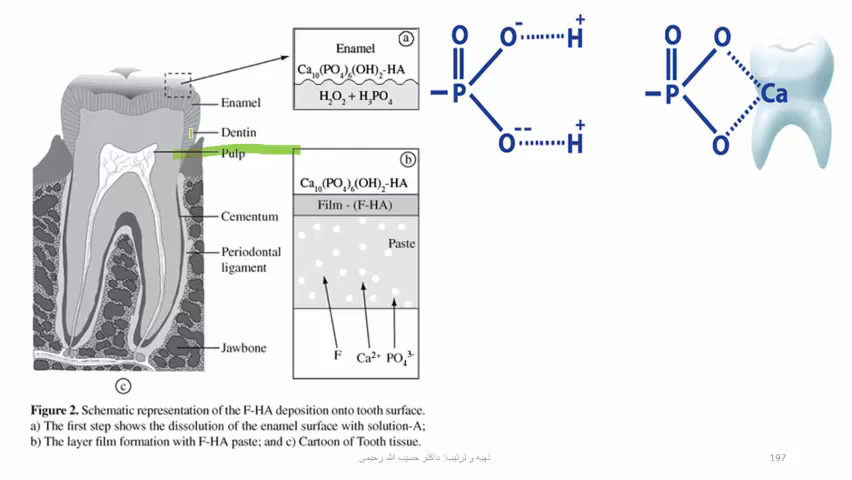 a
Enamel
Ca10(PO4)6(OH)2-HA
H2O2 + H3PO4
Enamel
Dentin
Pulp
Cementum
Periodontal
ligament
Jawbone
c
b
Ca10(PO4)6(OH)2-HA
Film - (F-HA)
Paste
F Ca2+ PO43-
O
O-
H+
P
O--
H+
O
O
P
Ca
O
Figure 2. Schematic representation of the F-HA deposition onto tooth surface.
a) The first step shows the dissolution of the enamel surface with solution-A;
b) The layer film formation with F-HA paste; and c) Cartoon of Tooth tissue.
تهیه و ترتیب: داکتر حسیب الله رحیمی
197